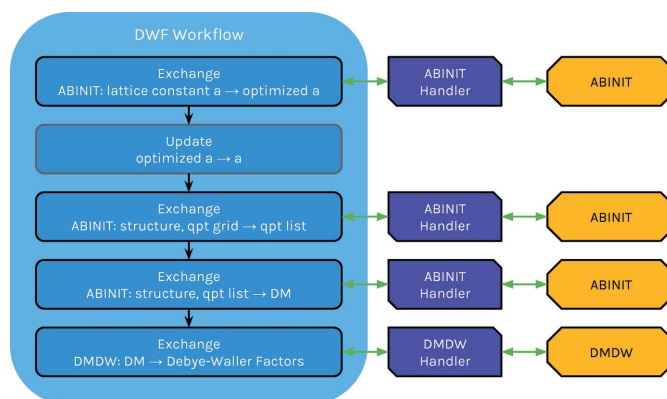 DWF Workflow
Exchange
ABINIT: lattice constant a → optimized a
ABINIT
Handler
ABINIT
Update
optimized a → a
Exchange
ABINIT: structure, qpt grid → qpt list
ABINIT
Handler
ABINIT
Exchange
ABINIT: structure, qpt list → DM
ABINIT
Handler
ABINIT
Exchange
DMDW: DM → Debye-Waller Factors
DMDW
Handler
DMDW